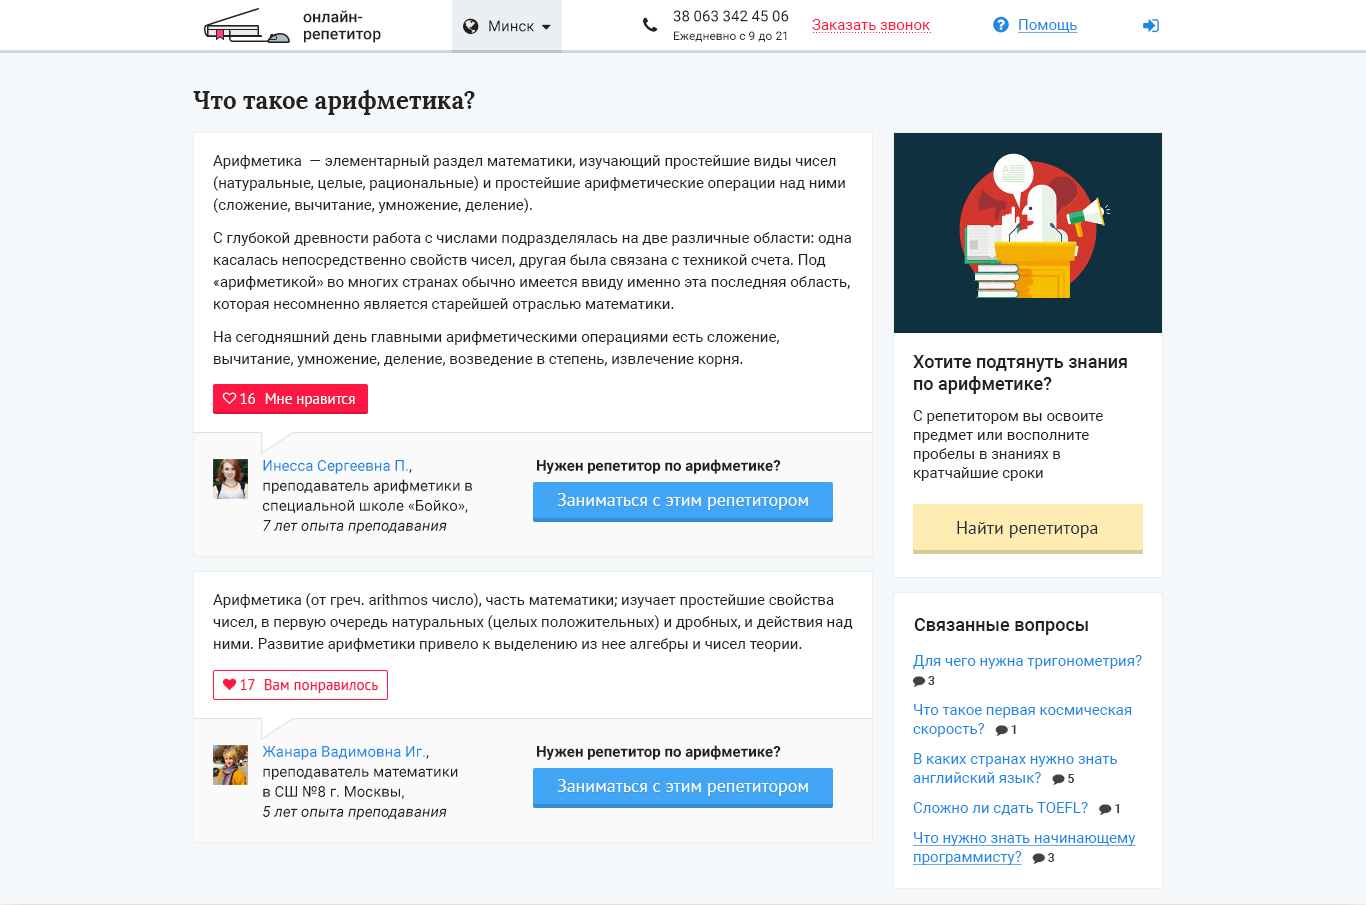 онлайн-
репетитор
Минск
38 063 342 45 06
Ежедневно с 9 до 21
Заказать звонок
Помощь
Что такое арифметика?
Арифметика — элементарный раздел математики, изучающий простейшие виды чисел
(натуральные, целые, рациональные) и простейшие арифметические операции над ними
(сложение, вычитание, умножение, деление).
С глубокой древности работа с числами подразделялась на две различные области: одна
касалась непосредственно свойств чисел, другая была связана с техникой счета. Под
«арифметикой» во многих странах обычно имеется ввиду именно эта последняя область,
которая несомненно является старейшей отраслью математики.
На сегодняшний день главными арифметическими операциями есть сложение,
вычитание, умножение, деление, возведение в степень, извлечение корня.
16 Мне нравится
Инесса Сергеевна П.,
преподаватель арифметики в
специальной школе «Бойко»,
7 лет опыта преподавания
Нужен репетитор по арифметике?
Заниматься с этим репетитором
Арифметика (от греч. arithmos число), часть математики; изучает простейшие свойства
чисел, в первую очередь натуральных (целых положительных) и дробных, и действия над
ними. Развитие арифметики привело к выделению из нее алгебры и чисел теории.
17 Вам понравилось
Жанара Вадимовна Иг.,
преподаватель математики
в СШ №8 г. Москвы,
5 лет опыта преподавания
Нужен репетитор по арифметике?
Заниматься с этим репетитором
Хотите подтянуть знания
по арифметике?
С репетитором вы освоите
предмет или восполните
пробелы в знаниях в
кратчайшие сроки
Найти репетитора
Связанные вопросы
Для чего нужна тригонометрия?
3
Что такое первая космическая
скорость? 1
В каких странах нужно знать
английский язык? 5
Сложно ли сдать TOEFL? 1
Что нужно знать начинающему
программисту? 3